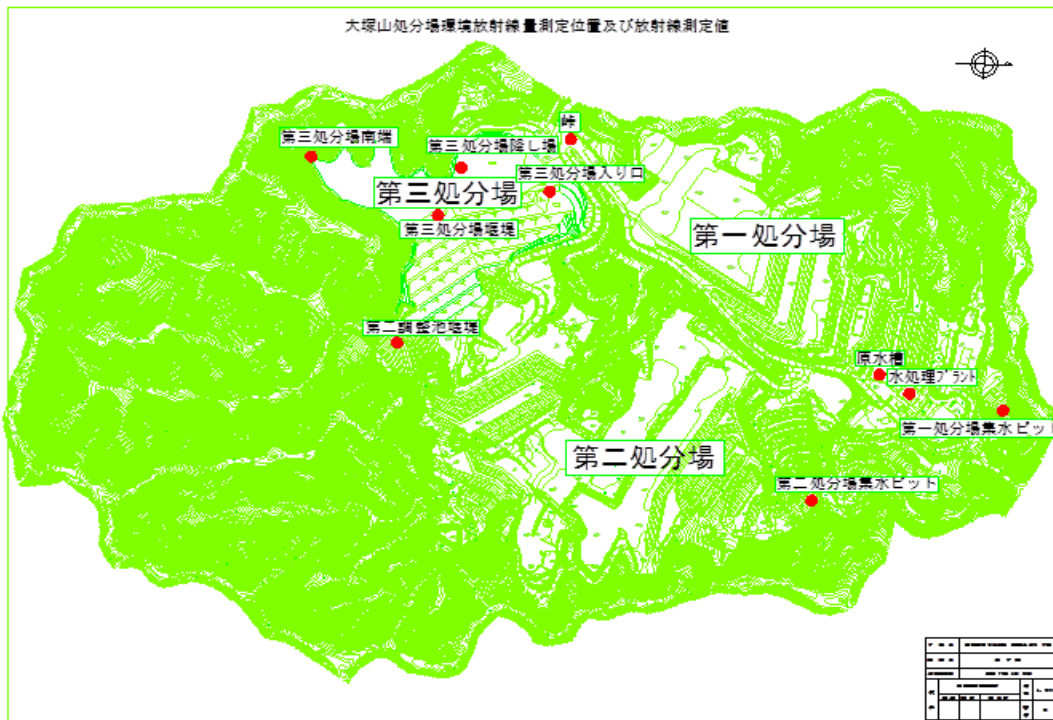 大塚山処分場環境放射線量測定位置及び放射線測定値
峠
第三処分場南端
第三処分場降し場
第三処分場入り口
第三処分場
第三処分場堰堤
第一処分場
第二調整池堰堤
原水槽
水処理プラント
第一処分場集水ピット
第二処分場
第二処分場集水ピット